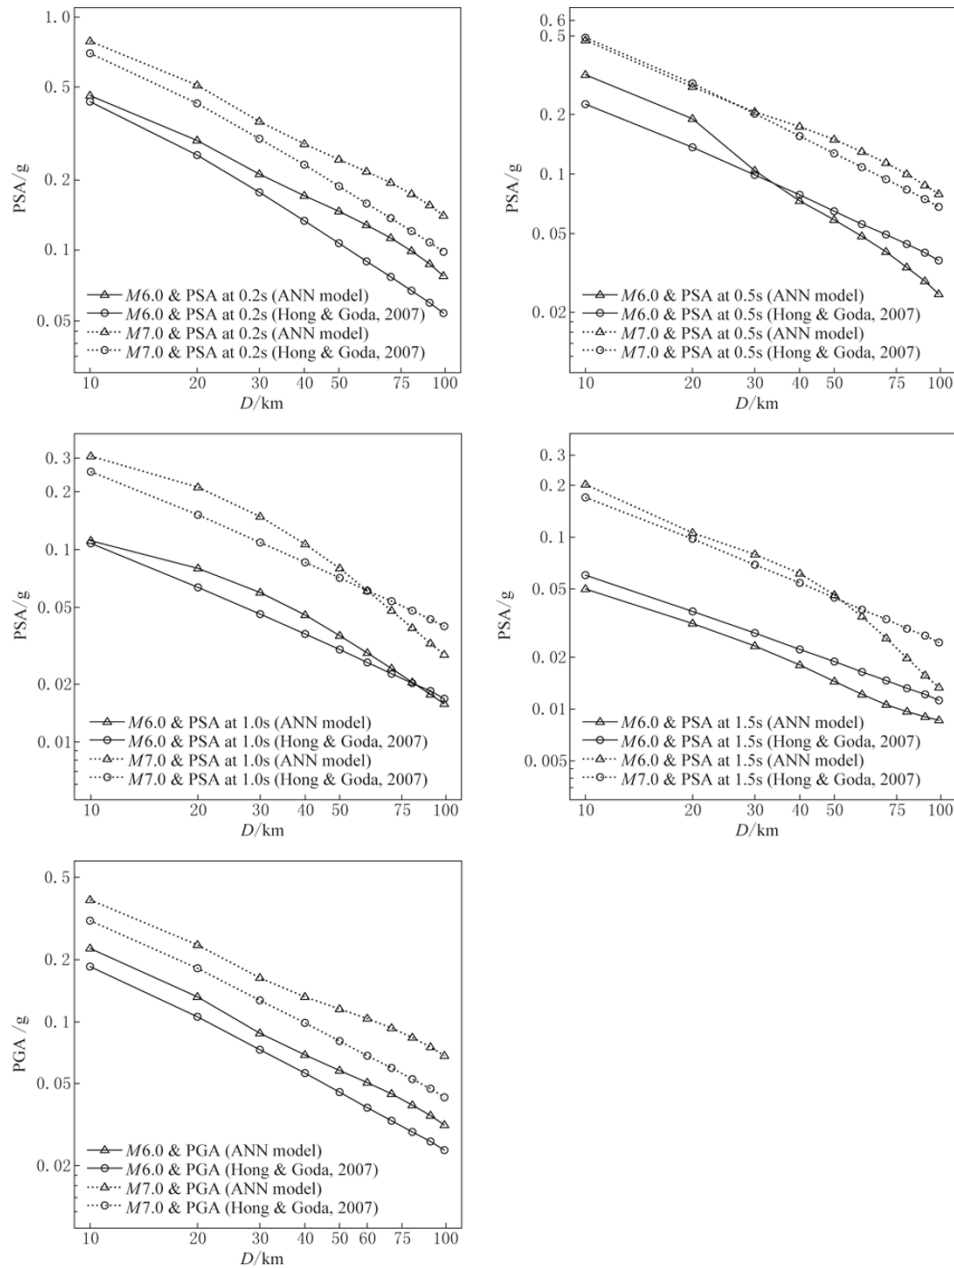 1.0
0.5
0.2
0.1
0.05
PSA/g
M6.0 & PSA at 0.2s (ANN model)
M6.0 & PSA at 0.2s (Hong & Goda, 2007)
M7.0 & PSA at 0.2s (ANN model)
M7.0 & PSA at 0.2s (Hong & Goda, 2007)
10 20 30 40 50 75 100
D/km
0.6
0.5
0.2
0.1
0.05
0.02
PSA/g
M6.0 & PSA at 0.5s (ANN model)
M6.0 & PSA at 0.5s (Hong & Goda, 2007)
M7.0 & PSA at 0.5s (ANN model)
M7.0 & PSA at 0.5s (Hong & Goda, 2007)
10 20 30 40 50 75 100
D/km
0.3
0.2
0.1
0.05
0.02
0.01
PSA/g
M6.0 & PSA at 1.0s (ANN model)
M6.0 & PSA at 1.0s (Hong & Goda, 2007)
M7.0 & PSA at 1.0s (ANN model)
M7.0 & PSA at 1.0s (Hong & Goda, 2007)
10 20 30 40 50 75 100
D/km
0.3
0.2
0.1
0.05
0.02
0.01
0.005
PSA/g
M6.0 & PSA at 1.5s (ANN model)
M6.0 & PSA at 1.5s (Hong & Goda, 2007)
M6.0 & PSA at 1.5s (ANN model)
M7.0 & PSA at 1.5s (Hong & Goda, 2007)
10 20 30 40 50 75 100
D/km
0.5
0.2
0.1
0.05
0.02
PGA /g
M6.0 & PGA (ANN model)
M6.0 & PGA (Hong & Goda, 2007)
M7.0 & PGA (ANN model)
M7.0 & PGA (Hong & Goda, 2007)
10 20 30 40 50 60 75 100
D/km